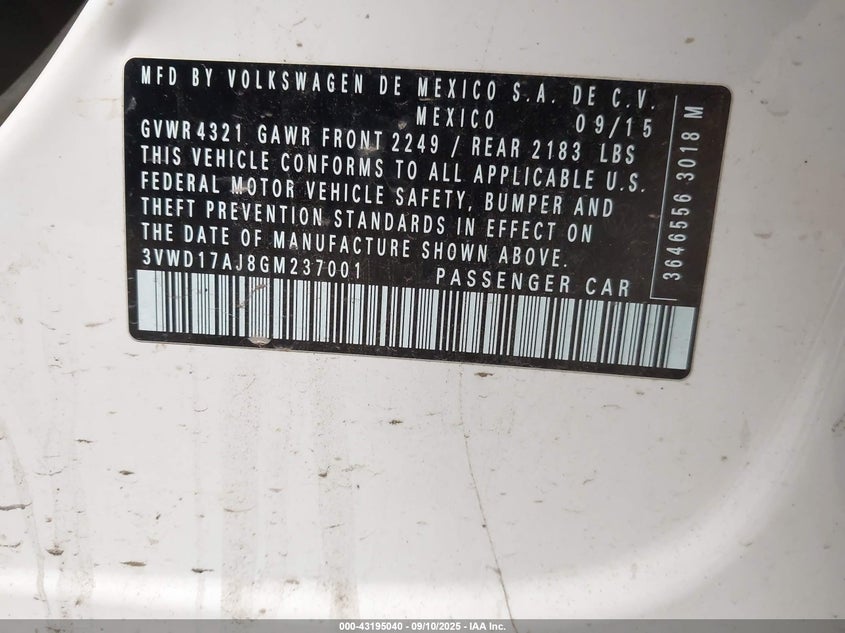 MFD BY VOLKSWAGEN DE MEXICO S.A. DE C.V.
MEXICO 09/15
GVWR 4321 GAWR FRONT 2249 / REAR 2183 LBS
THIS VEHICLE CONFORMS TO ALL APPLICABLE U.S.
FEDERAL MOTOR VEHICLE SAFETY, BUMPER AND
THEFT PREVENTION STANDARDS IN EFFECT ON
THE DATE OF MANUFACTURE SHOWN ABOVE.
3VWD17AJ8GM237001 PASSENGER CAR
3646556 3018 M
000-43195040 - 09/10/2025 - IAA Inc.